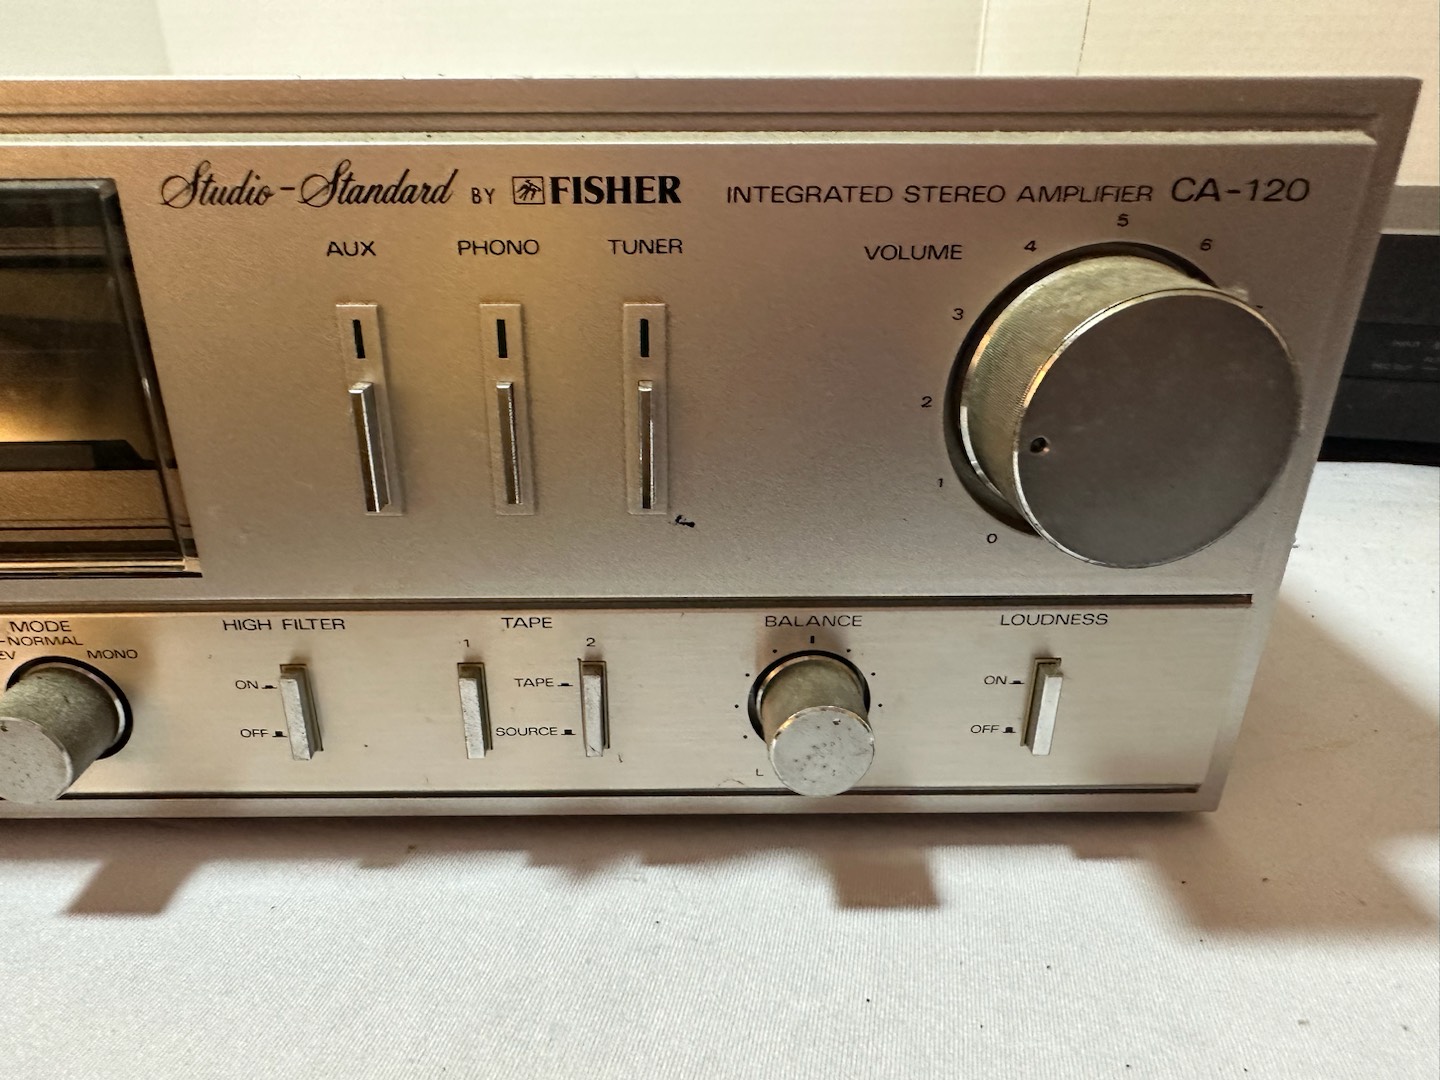 Studio-Standard BY FISHER INTEGRATED STEREO AMPLIFIER CA-120
AUX PHONO TUNER
VOLUME
0 1 2 3 4 5 6
MODE
NORMAL
MONO
HIGH FILTER
ON
OFF
TAPE
1 2
TAPE
SOURCE
BALANCE
L
LOUDNESS
ON
OFF